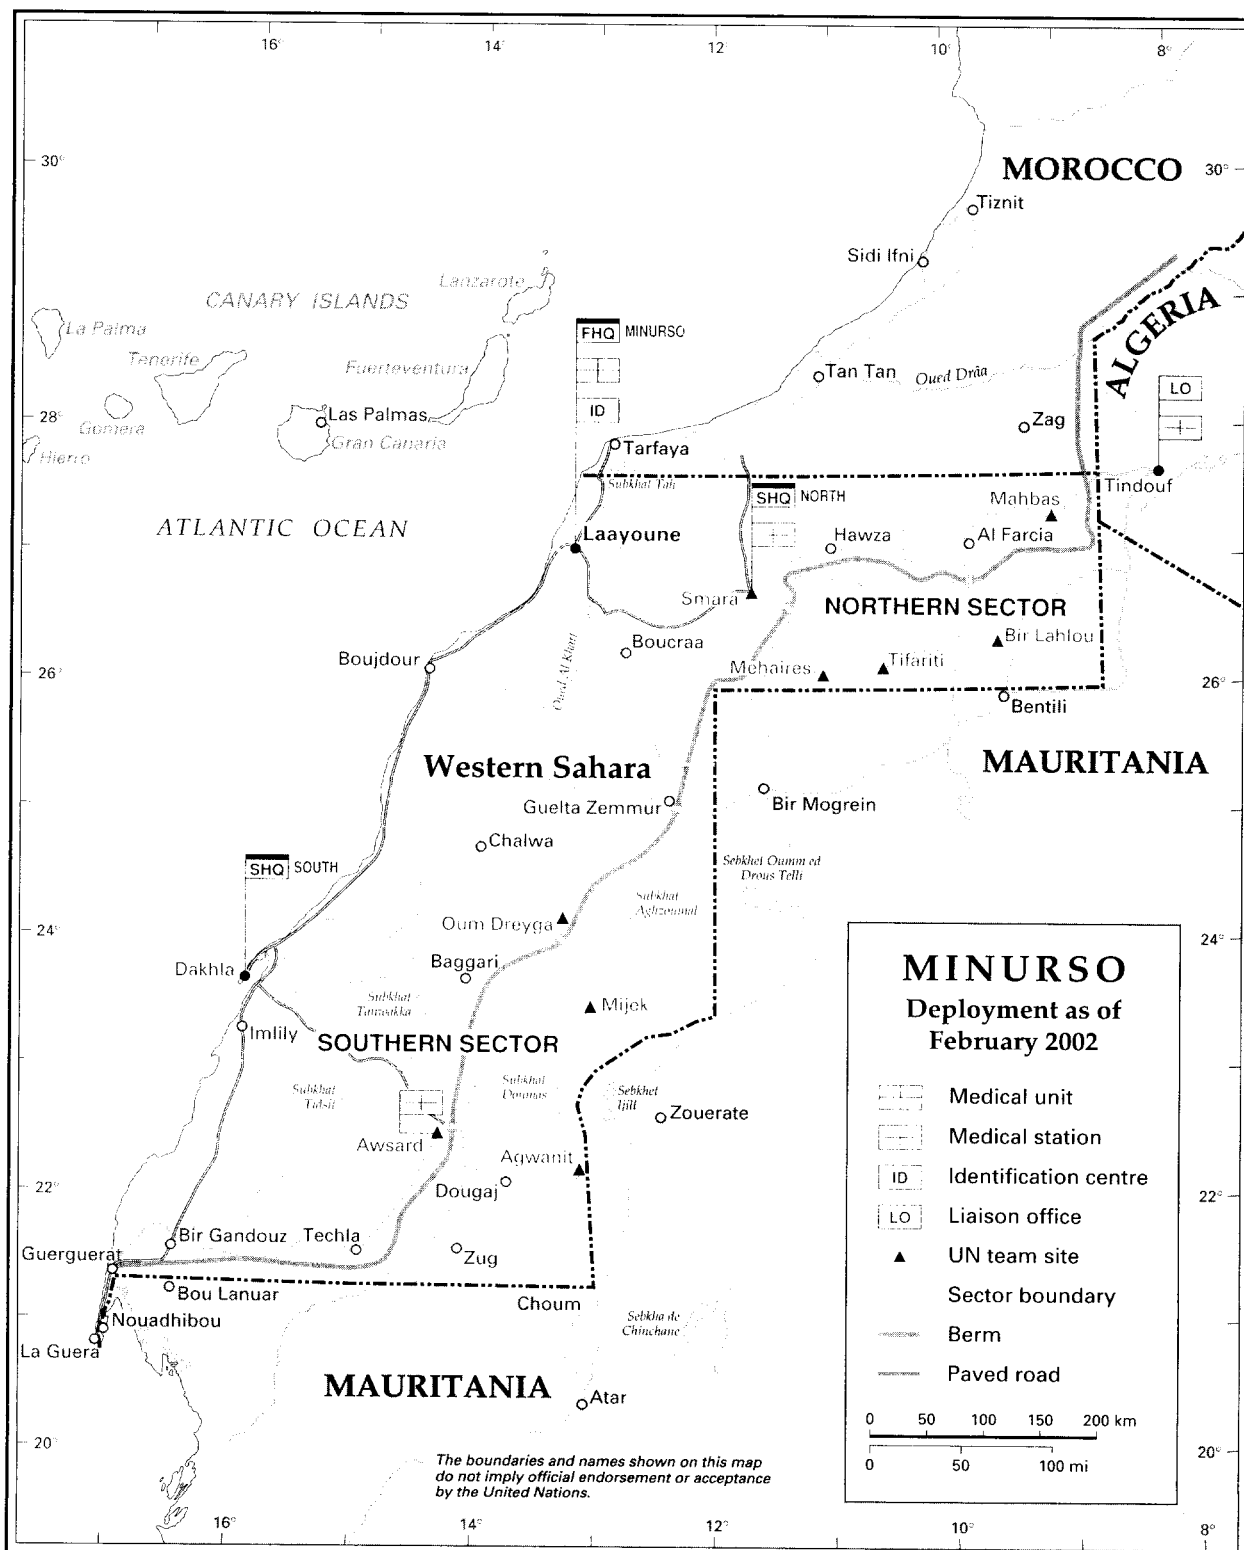 16°
14°
12°
10°
8°
30°
MOROCCO
30°
Tiznit
Sidi Ifni
Lanzarote
CANARY ISLANDS
La Palma
FHQ MINURSO
ALGERIA
Tenerife
Fuerteventura
Tan Tan
Oued Drâa
LO
28°
Las Palmas
ID
Zag
Gomera
Gran Canaria
Hierro
Tarfaya
Subkhat Tah
Tindouf
SHQ NORTH
Mahbas
ATLANTIC OCEAN
Laayoune
Hawza
Al Farcia
Smara
NORTHERN SECTOR
Oued Al Khatt
Boucraa
Bir Lahlou
Boujdour
Mehaires
Tifariti
26°
26°
Bentili
Western Sahara
MAURITANIA
Guelta Zemmur
Bir Mogrein
Chalwa
SHQ SOUTH
Sebkhet Oumm ed
Drous Telli
Subkhat
Aghzoumal
Oum Dreyga
24°
24°
Dakhla
Baggari
Subkhat
Tanwakka
Mijek
Imlily
SOUTHERN SECTOR
Subkhat
Tidsit
Subkhat
Doumas
Sebkhet
Ijill
Zouerate
Awsard
Agwanit
22°
22°
Dougaj
Bir Gandouz
Techla
Guerguerat
Zug
Bou Lanuar
Choum
Nouadhibou
Sebkha de
Chinchane
La Guera
MAURITANIA
Atar
20°
20°
MINURSO
Deployment as of
February 2002
Medical unit
Medical station
ID Identification centre
LO Liaison office
UN team site
Sector boundary
Berm
Paved road
0 50 100 150 200 km
0 50 100 mi
The boundaries and names shown on this map
do not imply official endorsement or acceptance
by the United Nations.
16°
14°
12°
10°
8°